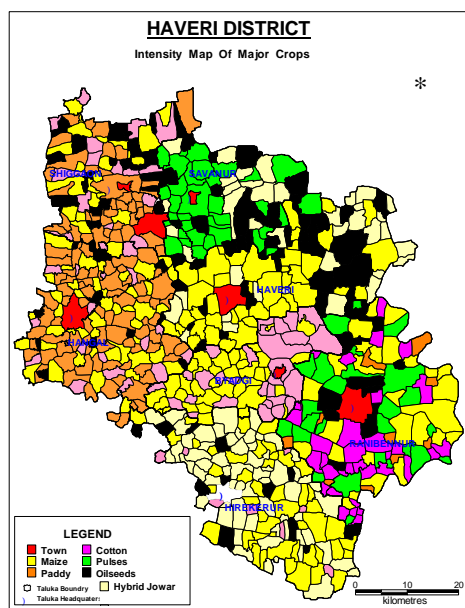 HAVERI DISTRICT
Intensity Map Of Major Crops
*
SHIGGAON
SAVANUR
HAVERI
HANGAL
BYADGI
RANIBENNUR
HIREKERUR
LEGEND
Town Cotton
Maize Pulses
Paddy Oilseeds
Taluka Boundry Hybrid Jowar
Taluka Headquater
0 10 20
kilometres